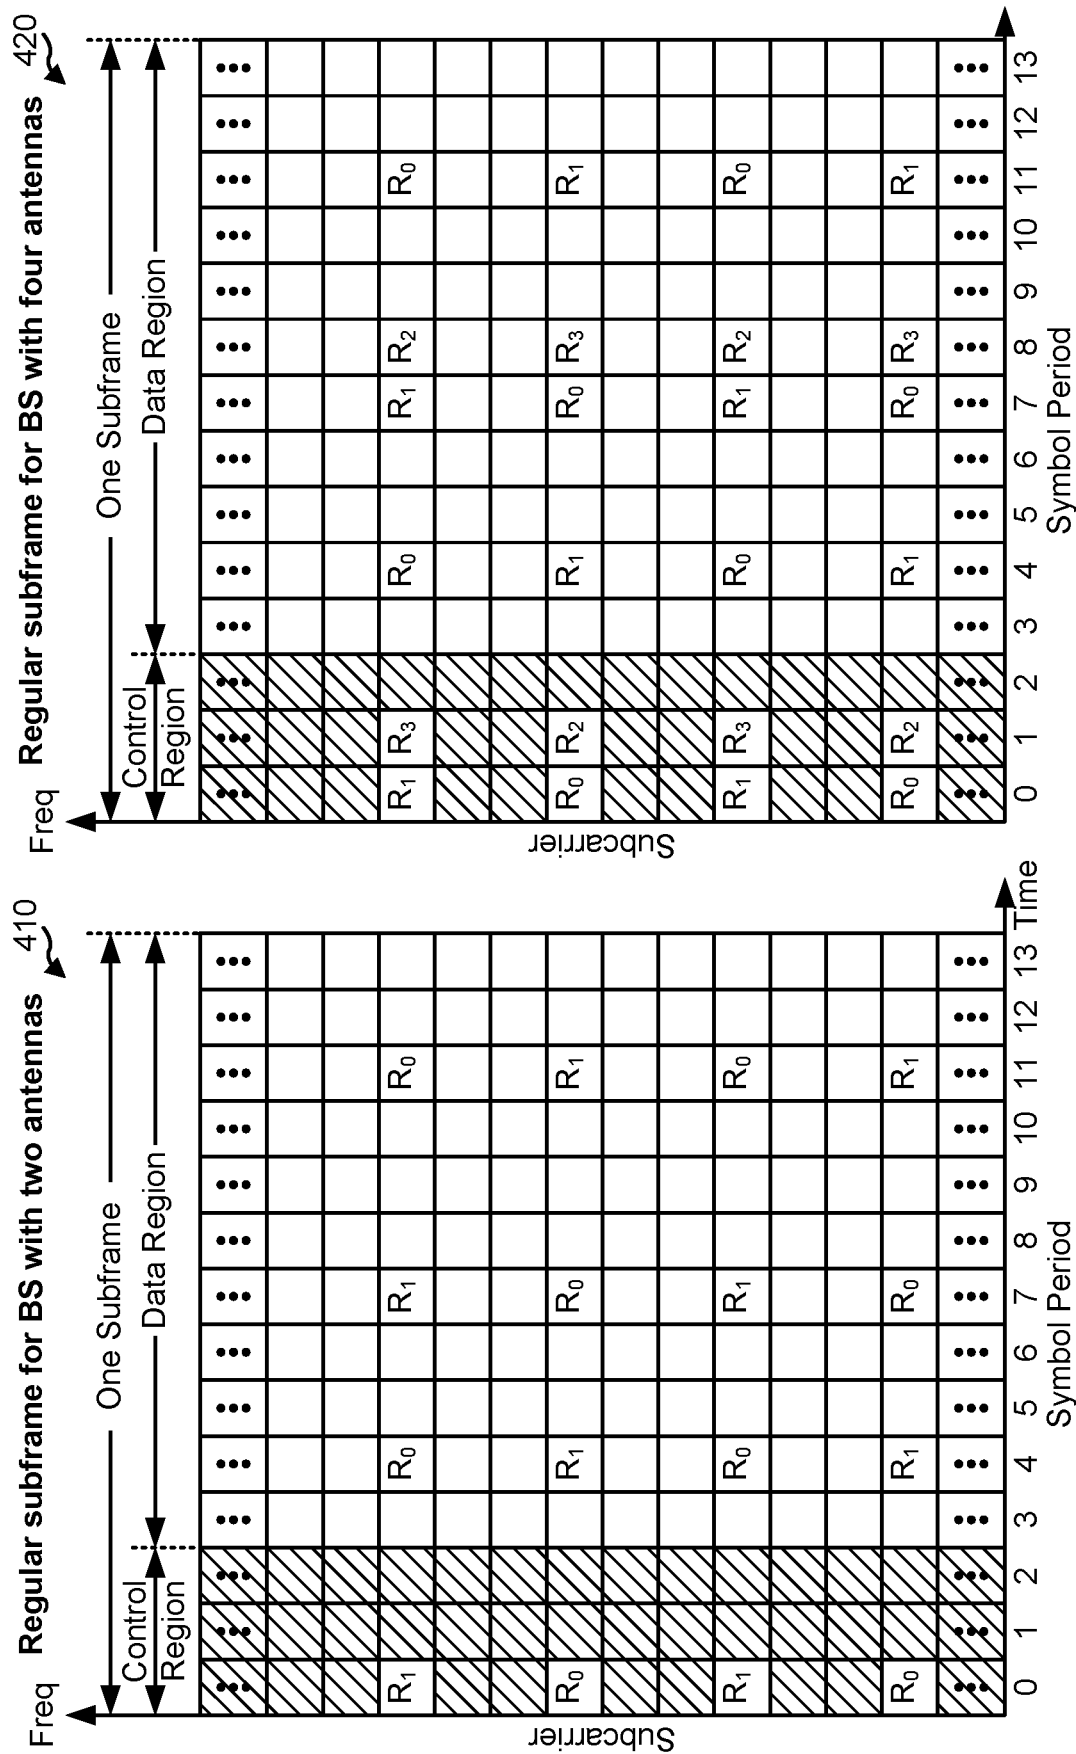 Regular subframe for BS with two antennas
410
Freq
One Subframe
Control
Region
Data Region
Subcarrier
R0 R0
R1 R1 R1 R1
R0 R1 R0 R1
R1 R0 R1 R0
R0 R1 R0 R1
0 1 2 3 4 5 6 7 8 9 10 11 12 13
Time
Symbol Period
Regular subframe for BS with four antennas
420
Freq
One Subframe
Control
Region
Data Region
Subcarrier
R1 R3 R0 R1 R2 R0
R0 R2 R1 R0 R3 R1
R1 R3 R0 R1 R2 R0
R0 R2 R1 R0 R3 R1
0 1 2 3 4 5 6 7 8 9 10 11 12 13
Symbol Period